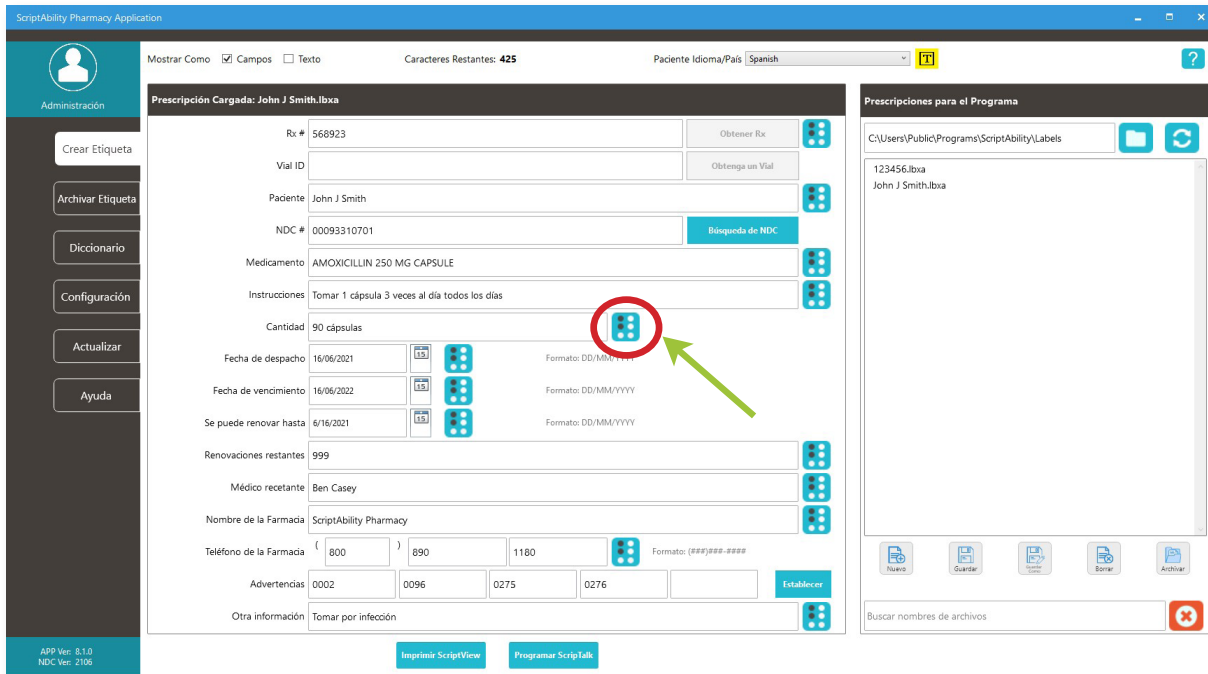 ScriptAbility Pharmacy Application
Mostrar Como Campos Texto Caracteres Restantes: 425 Paciente Idioma/País Spanish T ?
Administración
Crear Etiqueta
Archivar Etiqueta
Diccionario
Configuración
Actualizar
Ayuda
APP Ver: 8.1.0
NDC Ver: 2106
Prescripción Cargada: John J Smith.lbxa
Rx # 568923 Obtener Rx
Vial ID Obtenga un Vial
Paciente John J Smith
NDC # 00093310701 Búsqueda de NDC
Medicamento AMOXICILLIN 250 MG CAPSULE
Instrucciones Tomar 1 cápsula 3 veces al día todos los días
Cantidad 90 cápsulas
Fecha de despacho 16/06/2021 15 Formato: DD/MM/YYYY
Fecha de vencimiento 16/06/2022 15 Formato: DD/MM/YYYY
Se puede renovar hasta 6/16/2021 15 Formato: DD/MM/YYYY
Renovaciones restantes 999
Médico recetante Ben Casey
Nombre de la Farmacia ScriptAbility Pharmacy
Teléfono de la Farmacia ( 800 ) 890 1180 Formato: (###)###-####
Advertencias 0002 0096 0275 0276 Establecer
Otra información Tomar por infección
Imprimir ScriptView Programar ScripTalk
Prescripciones para el Programa
C:\Users\Public\Programs\ScriptAbility\Labels
123456.lbxa
John J Smith.lbxa
Nuevo Guardar Guardar Como Borrar Archivar
Buscar nombres de archivos